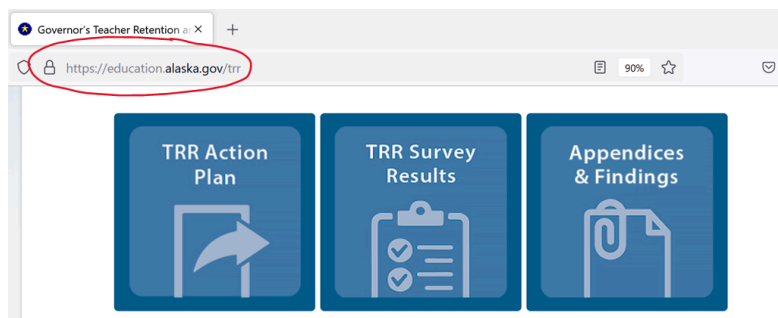 Governor's Teacher Retention a
https://education.alaska.gov/trr
90%
TRR Action
Plan
TRR Survey
Results
Appendices
& Findings